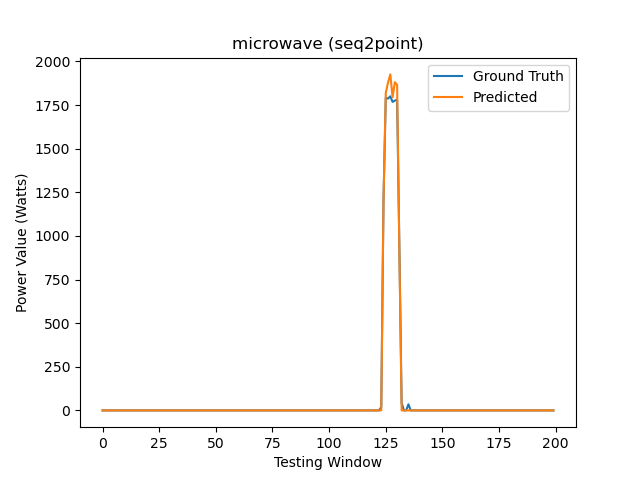 microwave (seq2point)
Ground Truth
Predicted
Power Value (Watts)
2000
1750
1500
1250
1000
750
500
250
0
0 25 50 75 100 125 150 175 200
Testing Window